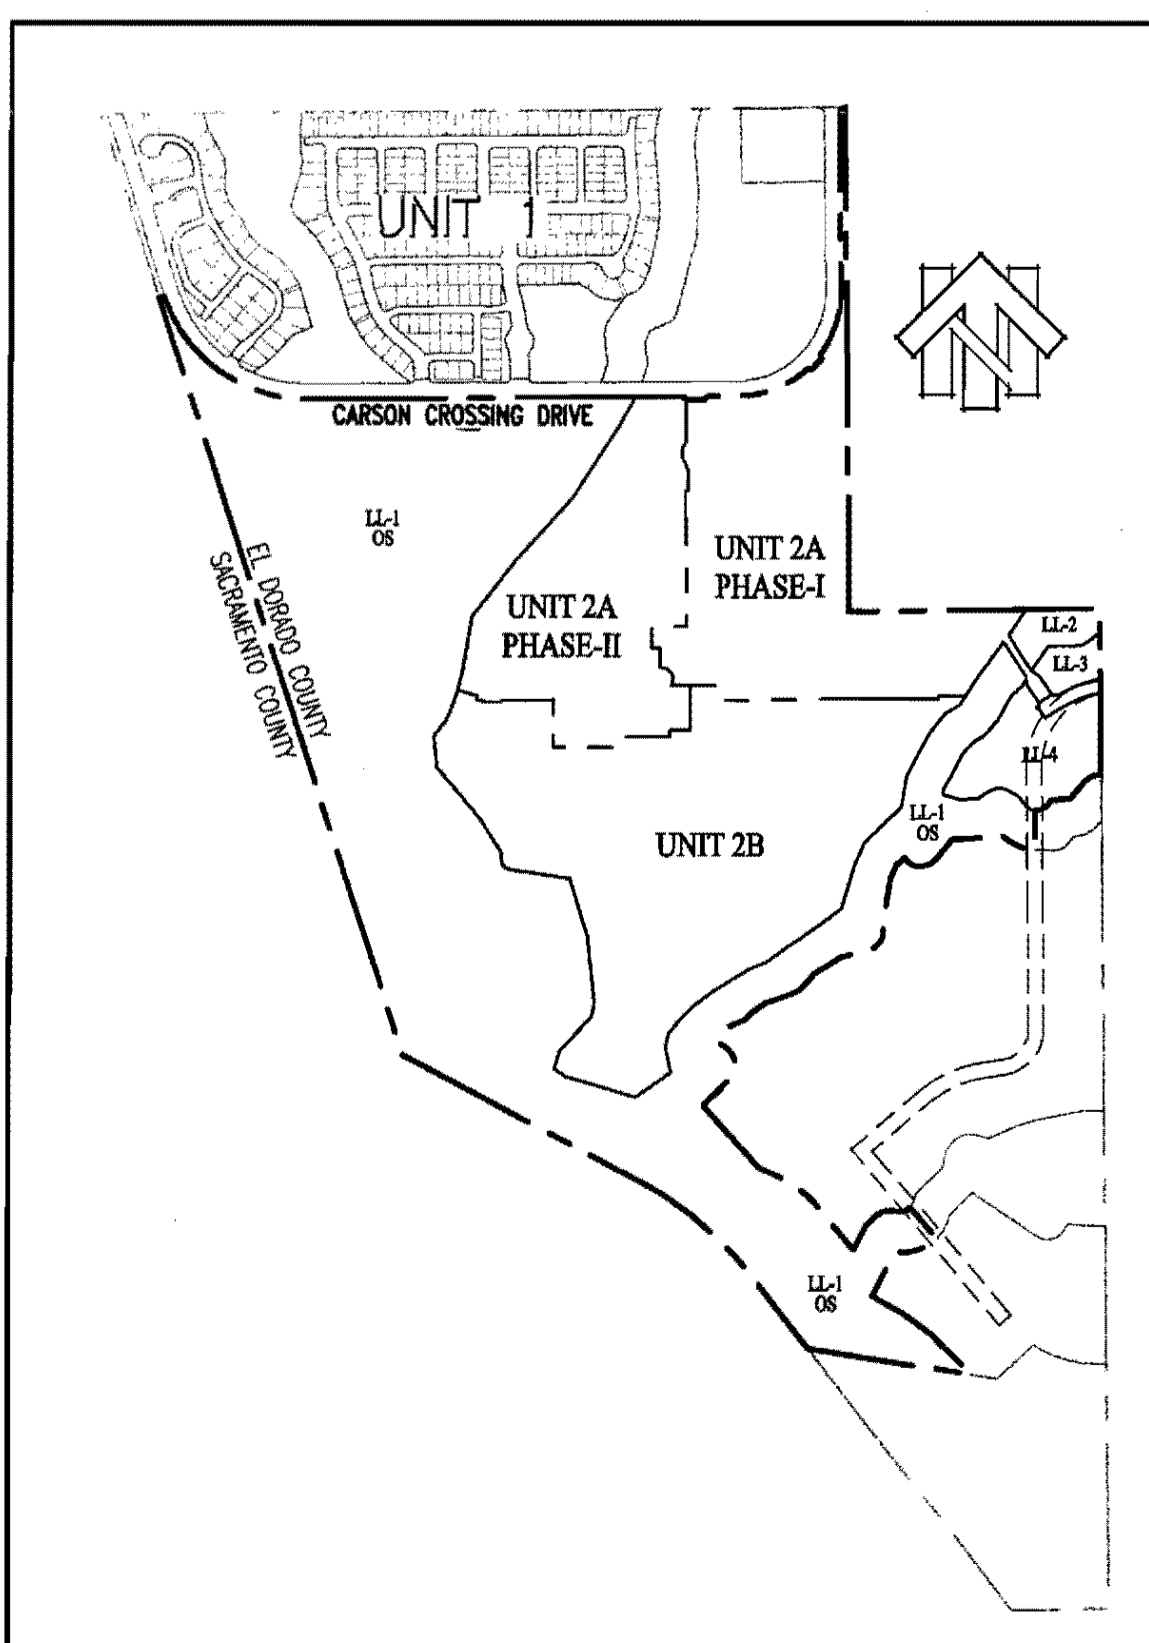 UNIT 1
N
CARSON CROSSING DRIVE
LL-1
OS
EL DORADO COUNTY
SACRAMENTO COUNTY
UNIT 2A
PHASE-I
UNIT 2A
PHASE-II
LL-2
LL-3
LL-4
LL-1
OS
UNIT 2B
LL-1
OS